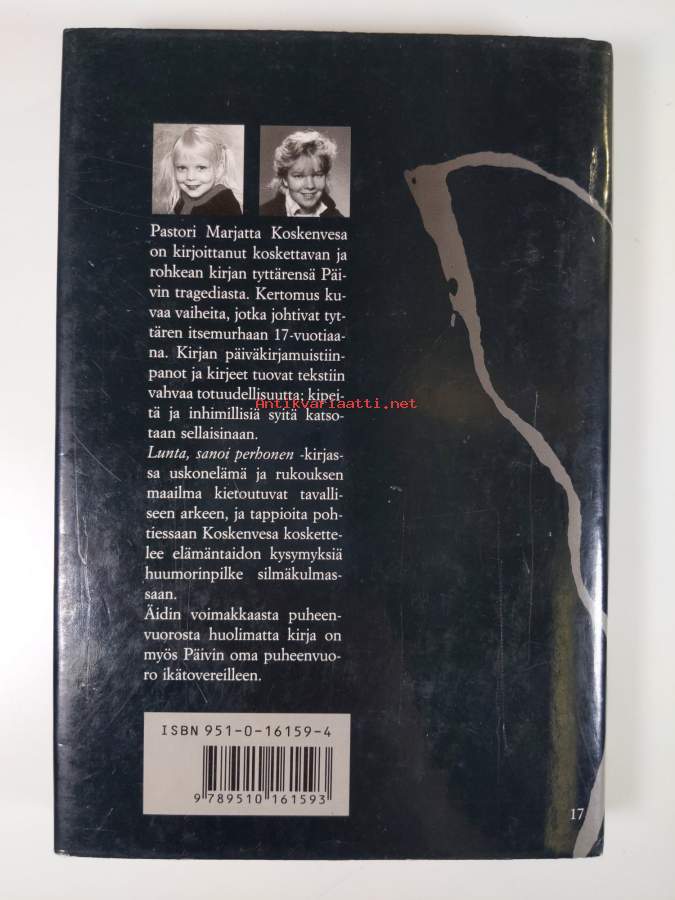 Pastori Marjatta Koskenvesa
on kirjoittanut koskettavan ja
rohkean kirjan tyttärensä Päi-
vin tragediasta. Kertomus ku-
vaa vaiheita, jotka johtivat tyt-
tären itsemurhaan 17-vuotiaa-
na. Kirjan päiväkirjamuistiin-
panot ja kirjeet tuovat tekstiin
vahvaa totuudellisuutta; kipei-
Antikvariaatti.net
tä ja inhimillisiä syitä katso-
taan sellaisinaan.
Lunta, sanoi perhonen -kirjas-
sa uskonelämä ja rukouksen
maailma kietoutuvat tavalli-
seen arkeen, ja tappioita poh-
tiessaan Koskenvesa koskette-
lee elämäntaidon kysymyksiä
huumorinpilke silmäkulmas-
saan.
Äidin voimakkaasta puheen-
vuorosta huolimatta kirja on
myös Päivin oma puheenvuo-
ro ikätovereilleen.
ISBN 951-0-16159-4
9 789510 161593
17